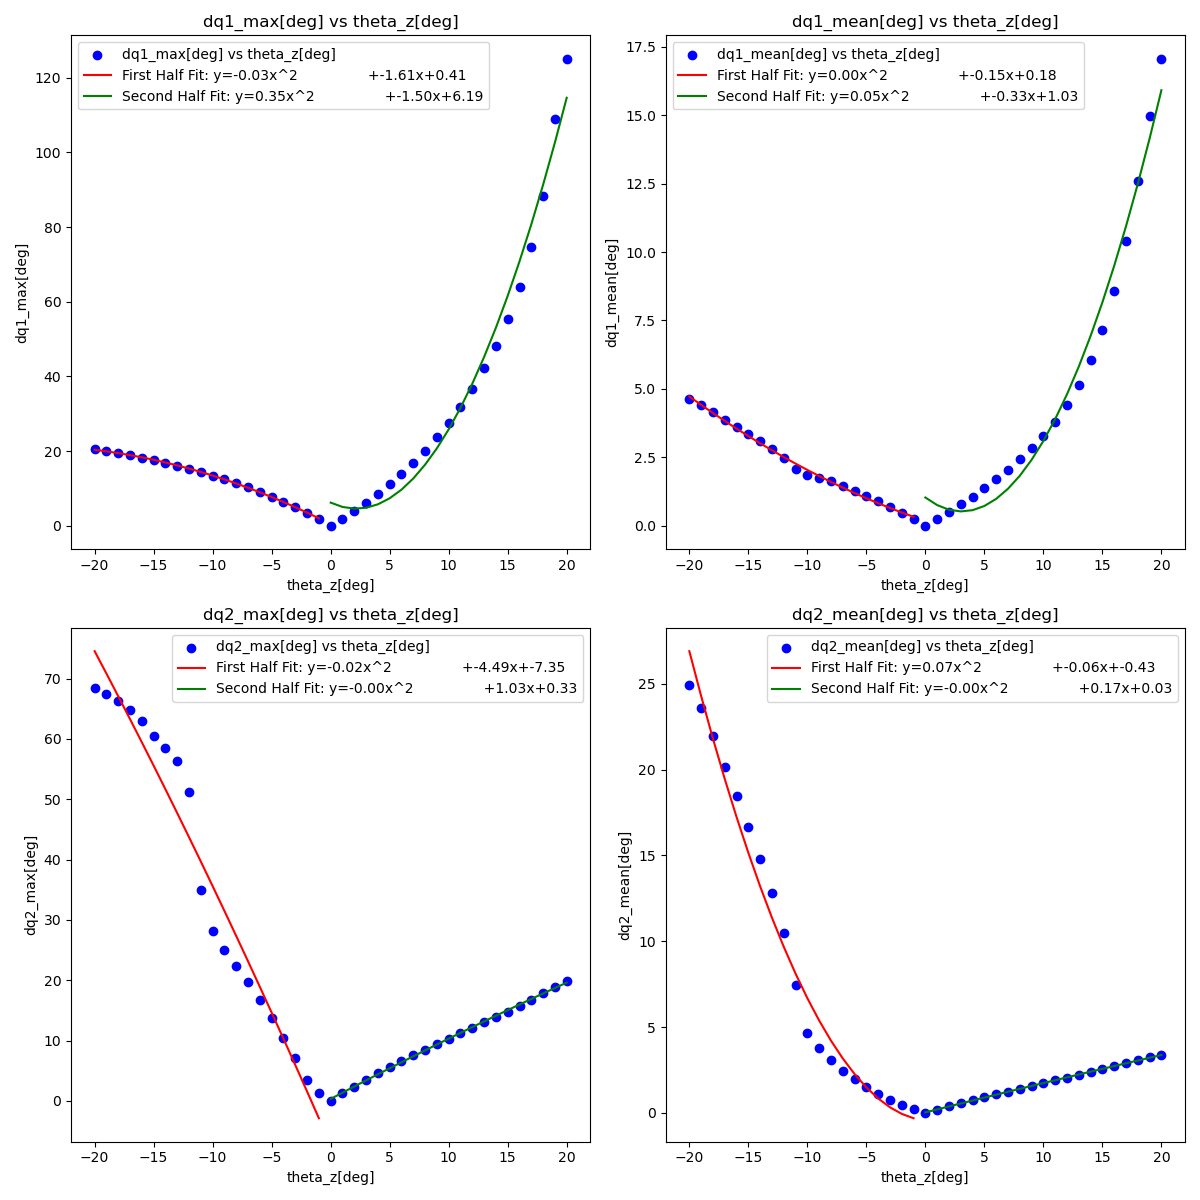 dq1_max[deg] vs theta_z[deg]
dq1_max[deg] vs theta_z[deg]
First Half Fit: y=-0.03x^2 +-1.61x+0.41
Second Half Fit: y=0.35x^2 +-1.50x+6.19
120
100
80
60
40
20
0
dq1_max[deg]
−20 −15 −10 −5 0 5 10 15 20
theta_z[deg]
dq1_mean[deg] vs theta_z[deg]
dq1_mean[deg] vs theta_z[deg]
First Half Fit: y=0.00x^2 +-0.15x+0.18
Second Half Fit: y=0.05x^2 +-0.33x+1.03
17.5
15.0
12.5
10.0
7.5
5.0
2.5
0.0
dq1_mean[deg]
−20 −15 −10 −5 0 5 10 15 20
theta_z[deg]
dq2_max[deg] vs theta_z[deg]
dq2_max[deg] vs theta_z[deg]
First Half Fit: y=-0.02x^2 +-4.49x+-7.35
Second Half Fit: y=-0.00x^2 +1.03x+0.33
70
60
50
40
30
20
10
0
dq2_max[deg]
−20 −15 −10 −5 0 5 10 15 20
theta_z[deg]
dq2_mean[deg] vs theta_z[deg]
dq2_mean[deg] vs theta_z[deg]
First Half Fit: y=0.07x^2 +-0.06x+-0.43
Second Half Fit: y=-0.00x^2 +0.17x+0.03
25
20
15
10
5
0
dq2_mean[deg]
−20 −15 −10 −5 0 5 10 15 20
theta_z[deg]